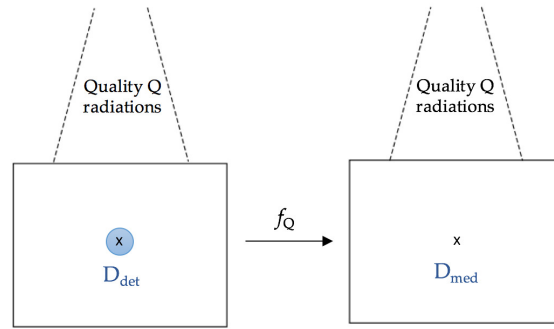 Quality Q
radiations
Quality Q
radiations
x
D_det
f_Q
x
D_med